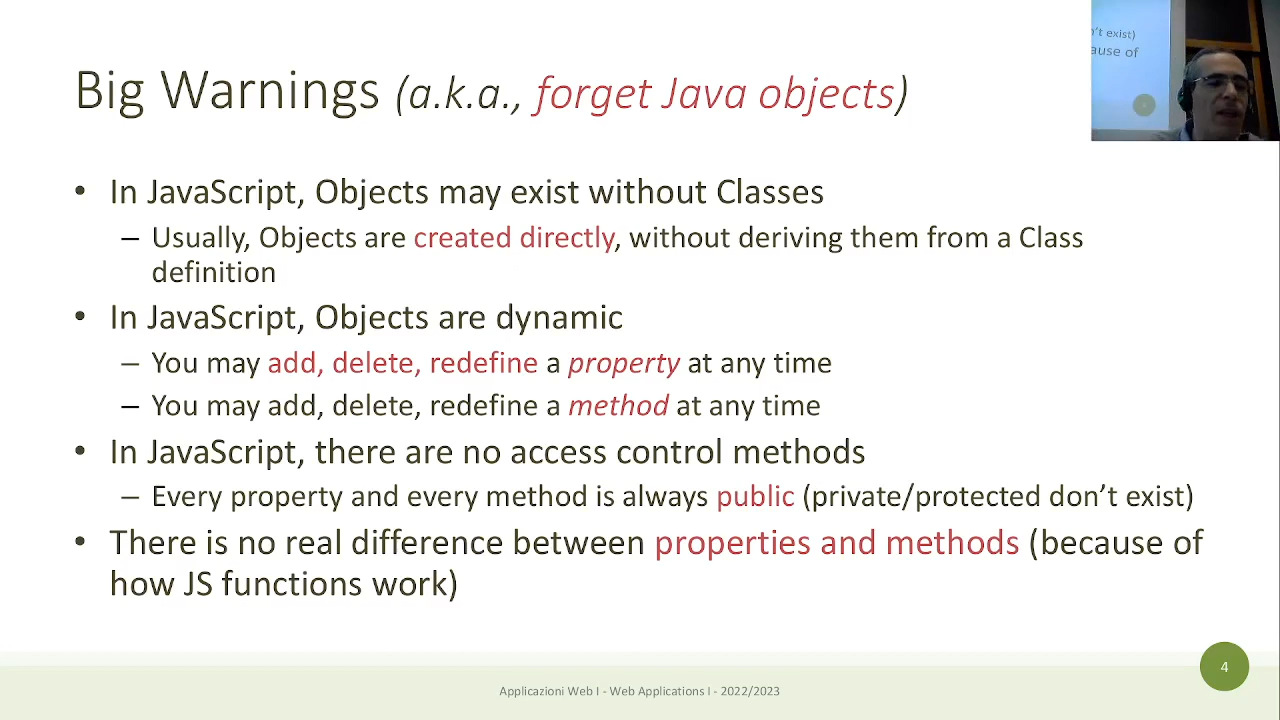 Big Warnings (a.k.a., forget Java objects)
n't exist)
ause of
• In JavaScript, Objects may exist without Classes
– Usually, Objects are created directly, without deriving them from a Class
definition
• In JavaScript, Objects are dynamic
– You may add, delete, redefine a property at any time
– You may add, delete, redefine a method at any time
• In JavaScript, there are no access control methods
– Every property and every method is always public (private/protected don't exist)
• There is no real difference between properties and methods (because of
how JS functions work)
4
Applicazioni Web I - Web Applications I - 2022/2023